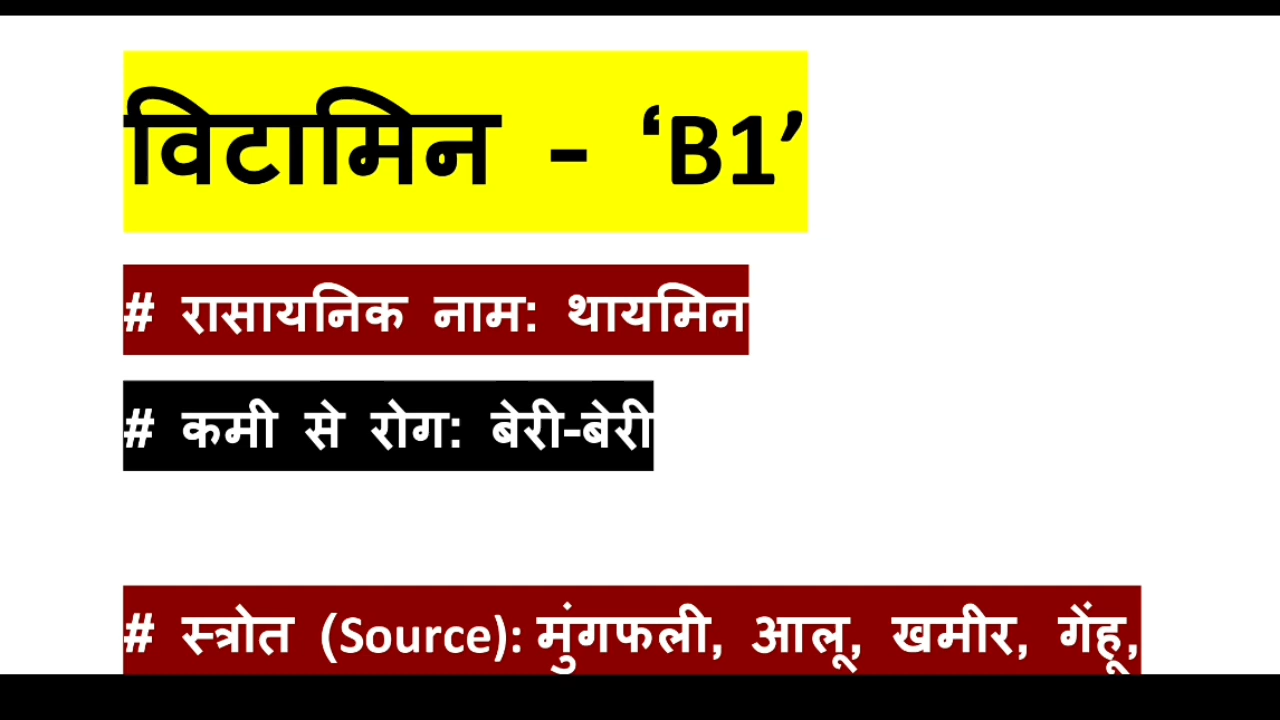 विटामिन - ‘B1’
# रासायनिक नाम: थायमिन
# कमी से रोग: बेरी-बेरी
# स्त्रोत (Source): मुंगफली, आलू, खमीर, गेंहू,